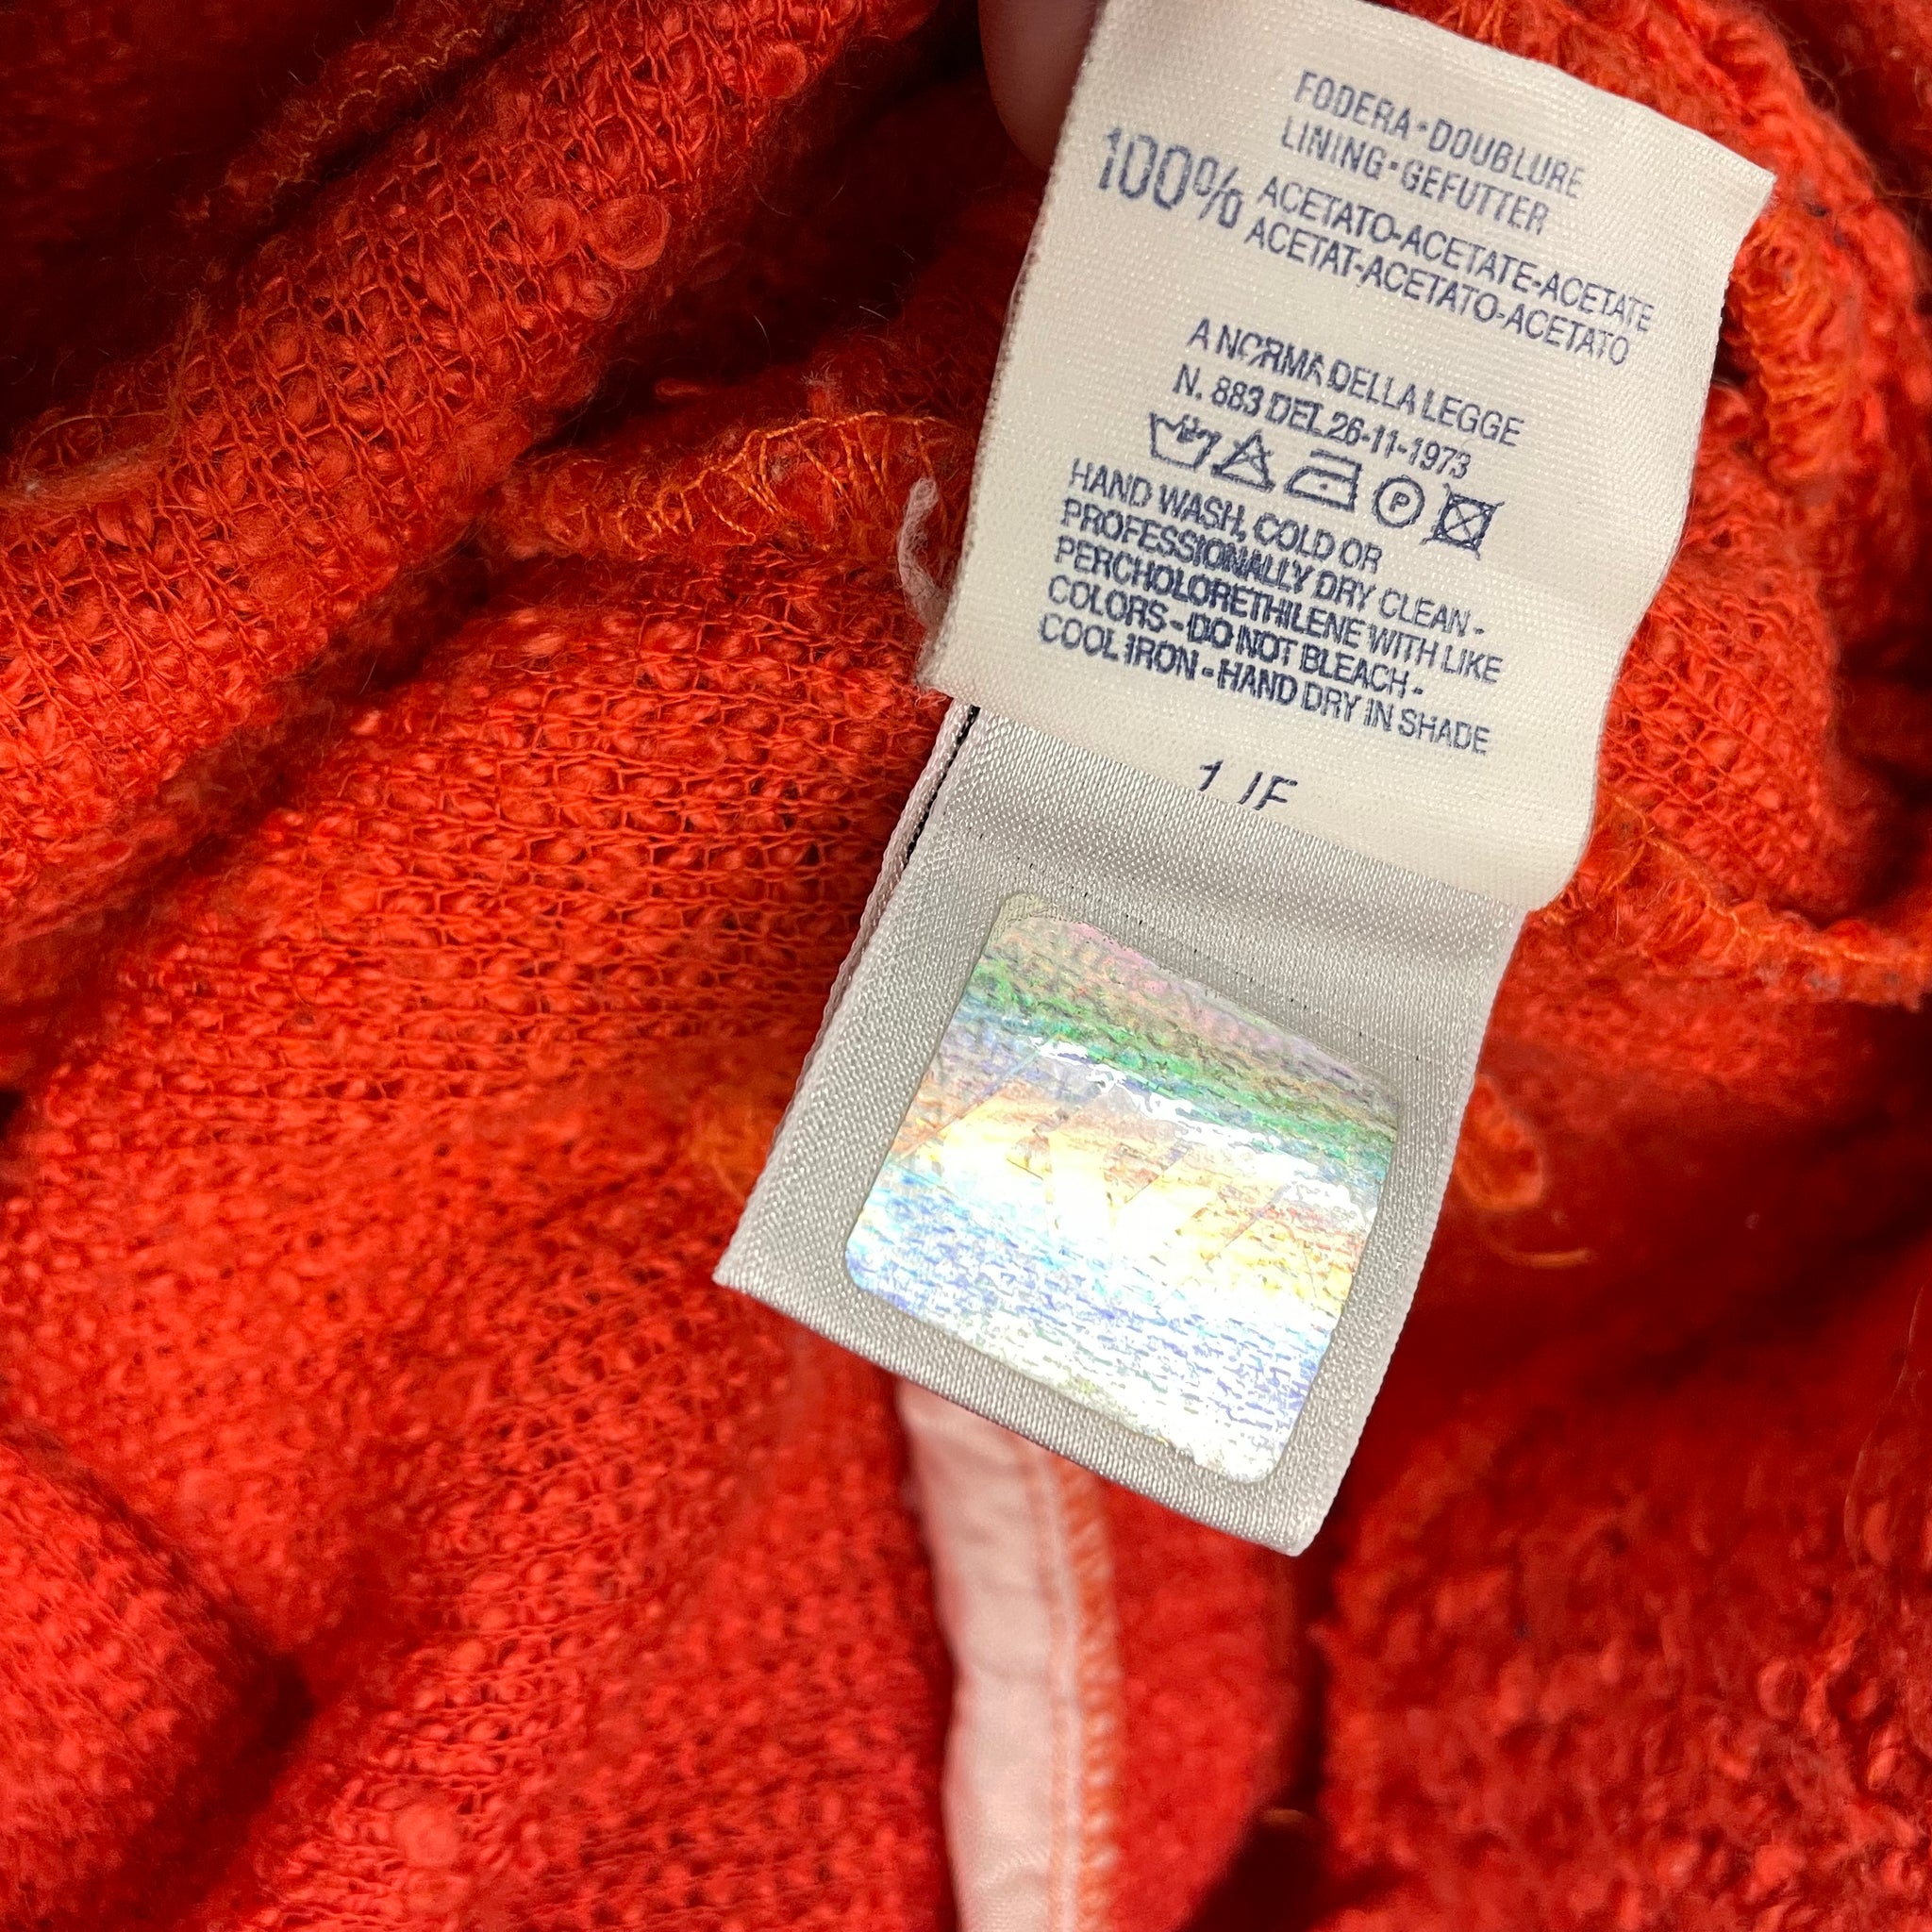 FODERA-DOUBLURE
LINING-GEFUTTER
100% ACETATO-ACETATE-ACETATE
ACETAT-ACETATO-ACETATO
A NORMA DELLA LEGGE
N. 883 DEL 26-11-1973
P
HAND WASH, COLD OR
PROFESSIONALLY DRY CLEAN -
PERCHOLORETHILENE WITH LIKE
COLORS - DO NOT BLEACH -
COOL IRON - HAND DRY IN SHADE